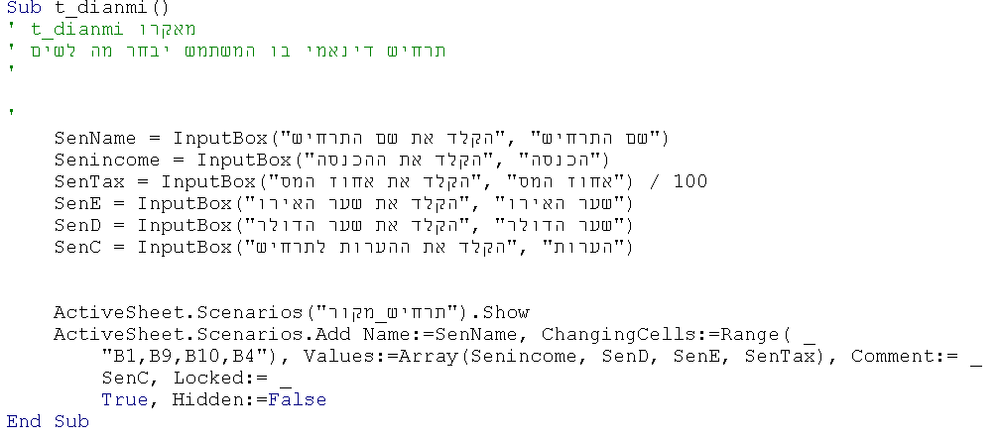 Sub t_dianmi()
' t_dianmi מאקרו
' תרחיש דינאמי בו המשתמש יבחר מה לשים
'
'
SenName = InputBox("הקלד את שם התרחיש", "שם התרחיש")
Senincome = InputBox("הקלד את ההכנסה", "הכנסה")
SenTax = InputBox("הקלד את אחוז המס", "אחוז המס") / 100
SenE = InputBox("הקלד את שער האירו", "שער האירו")
SenD = InputBox("הקלד את שער הדולר", "שער הדולר")
SenC = InputBox("הקלד את ההערות לתרחיש", "הערות")
ActiveSheet.Scenarios("תרחיש_מקור").Show
ActiveSheet.Scenarios.Add Name:=SenName, ChangingCells:=Range( _
"B1,B9,B10,B4"), Values:=Array(Senincome, SenD, SenE, SenTax), Comment:= _
SenC, Locked:= _
True, Hidden:=False
End Sub